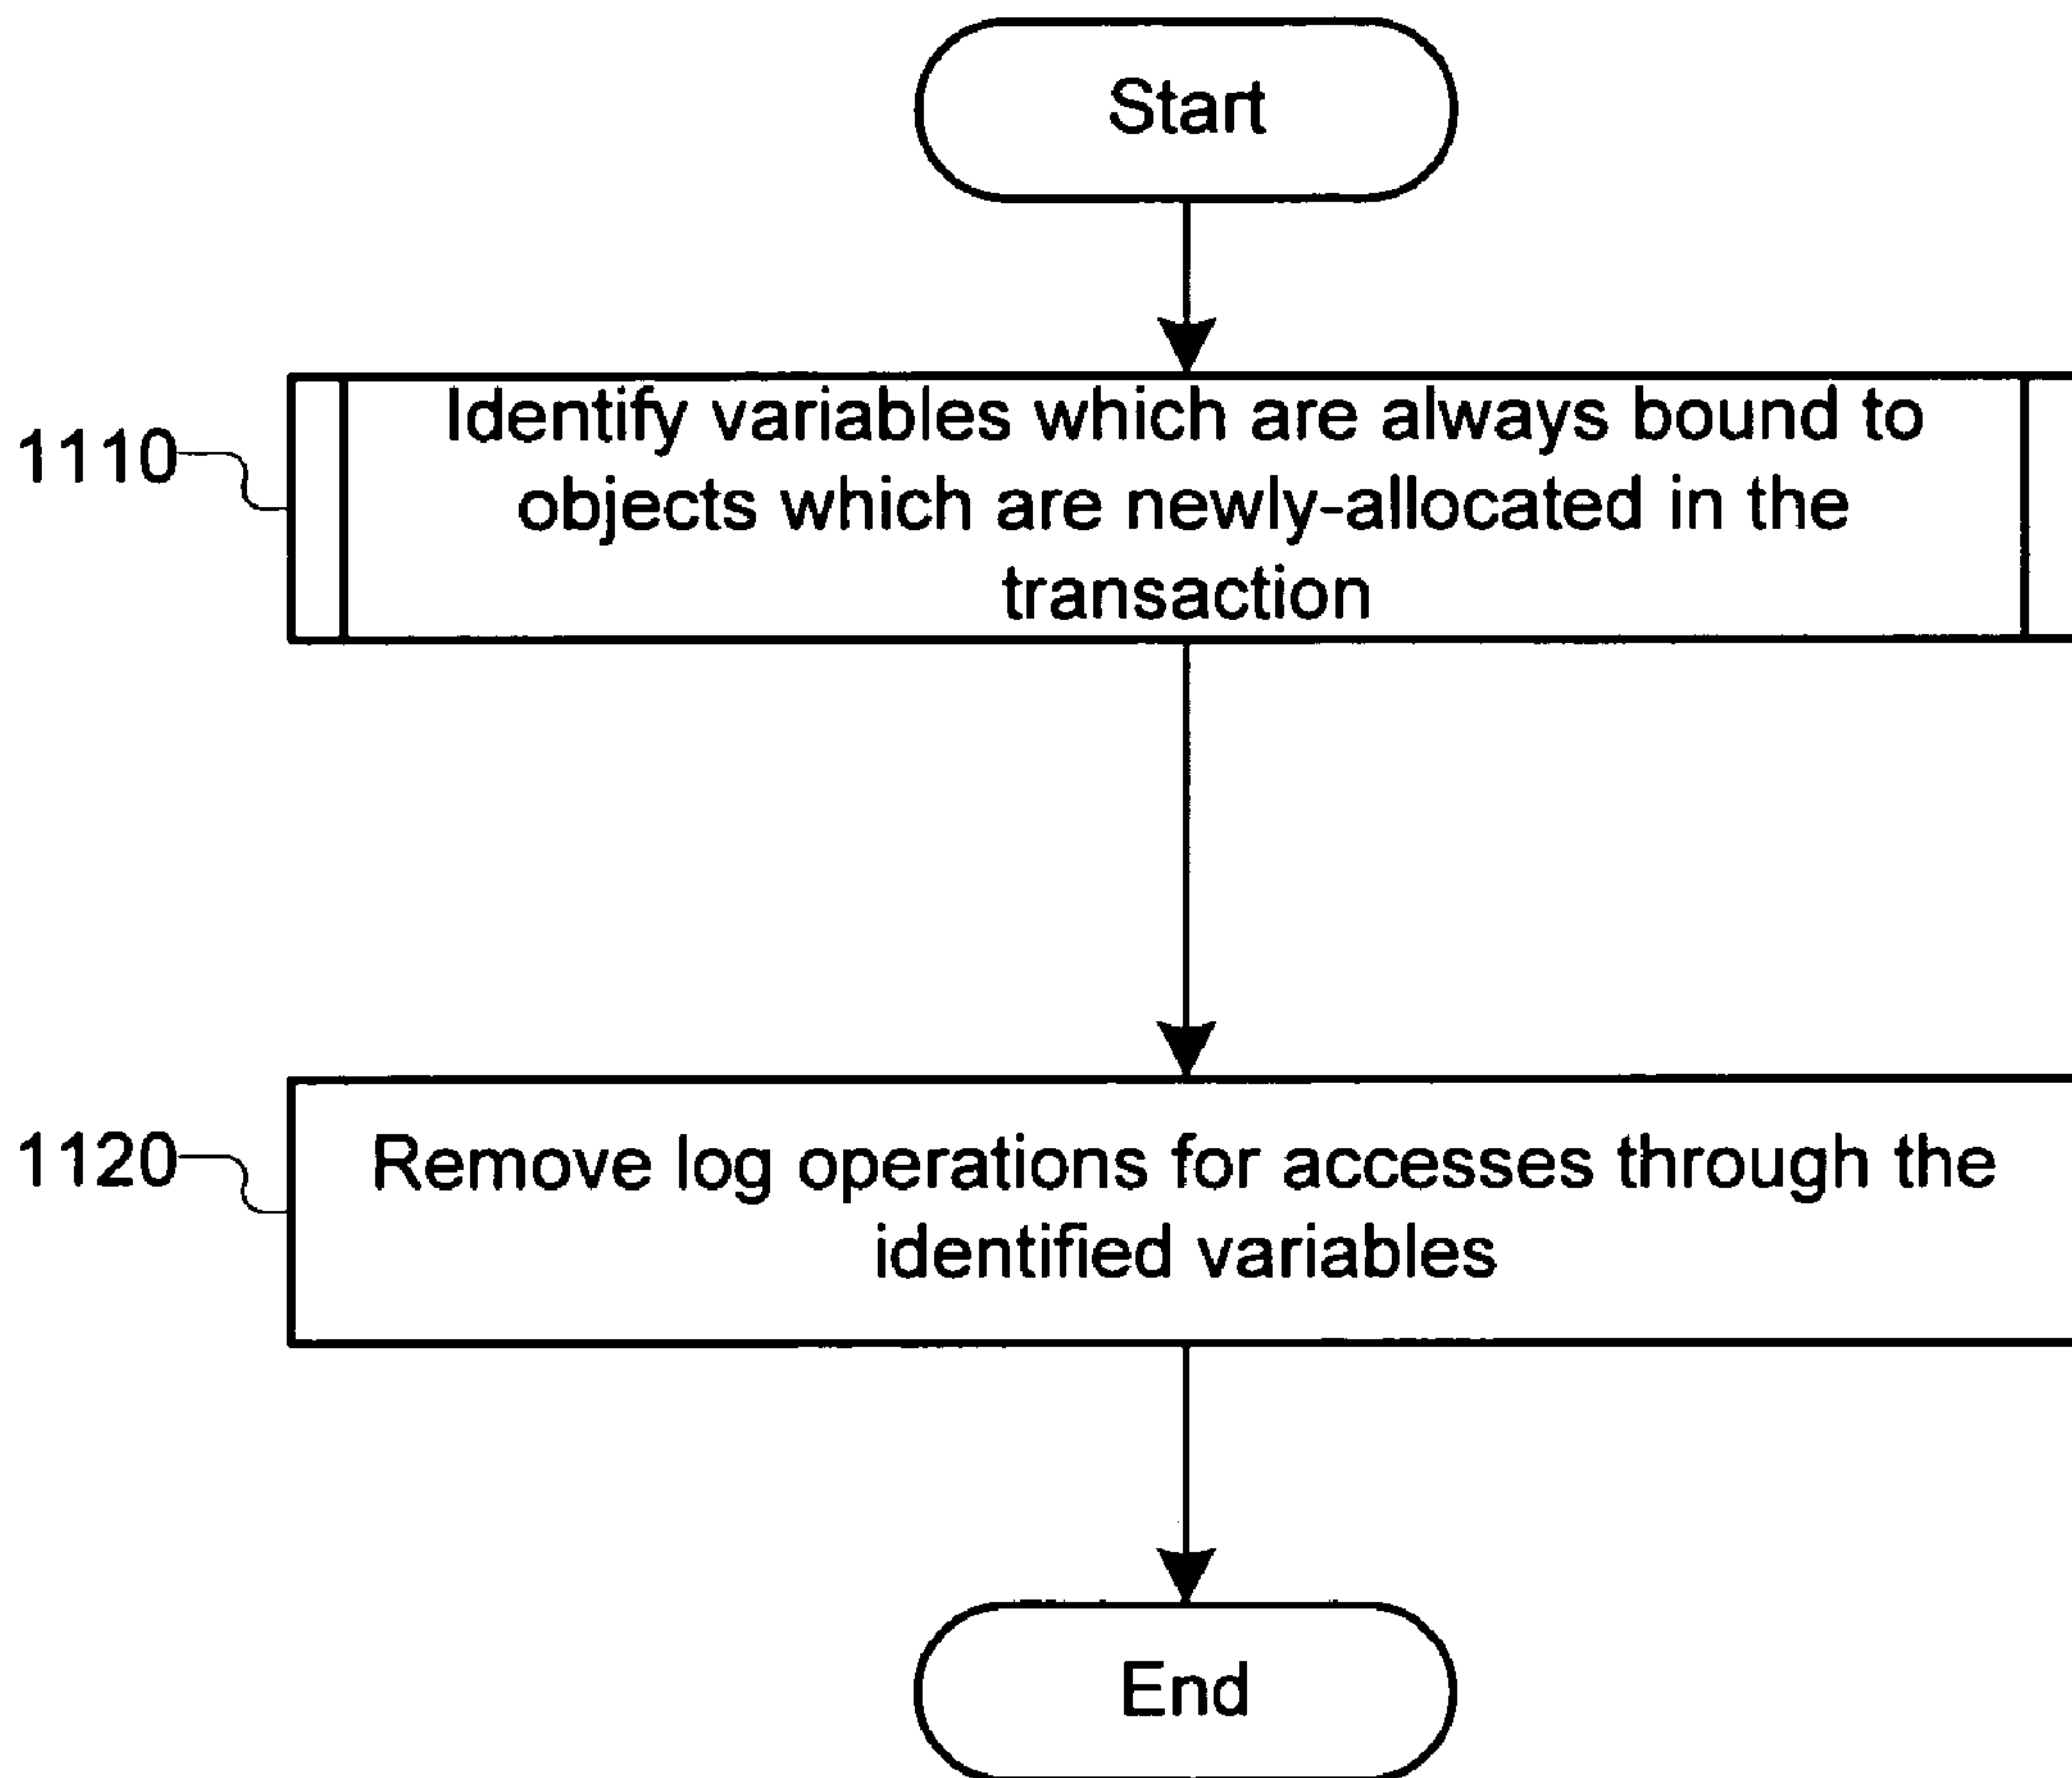 Start
1110
Identify variables which are always bound to
objects which are newly-allocated in the
transaction
1120
Remove log operations for accesses through the
identified variables
End